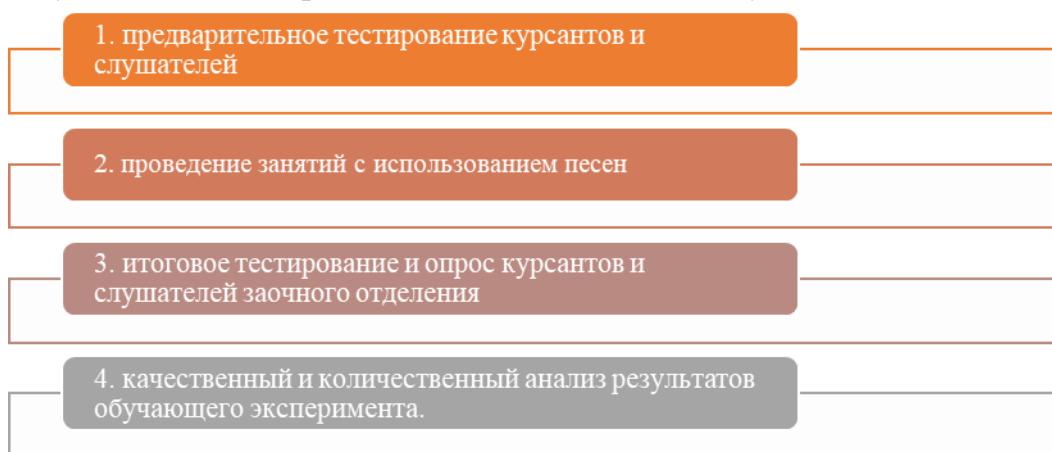 1. предварительное тестирование курсантов и
слушателей
2. проведение занятий с использованием песен
3. итоговое тестирование и опрос курсантов и
слушателей заочного отделения
4. качественный и количественный анализ результатов
обучающего эксперимента.